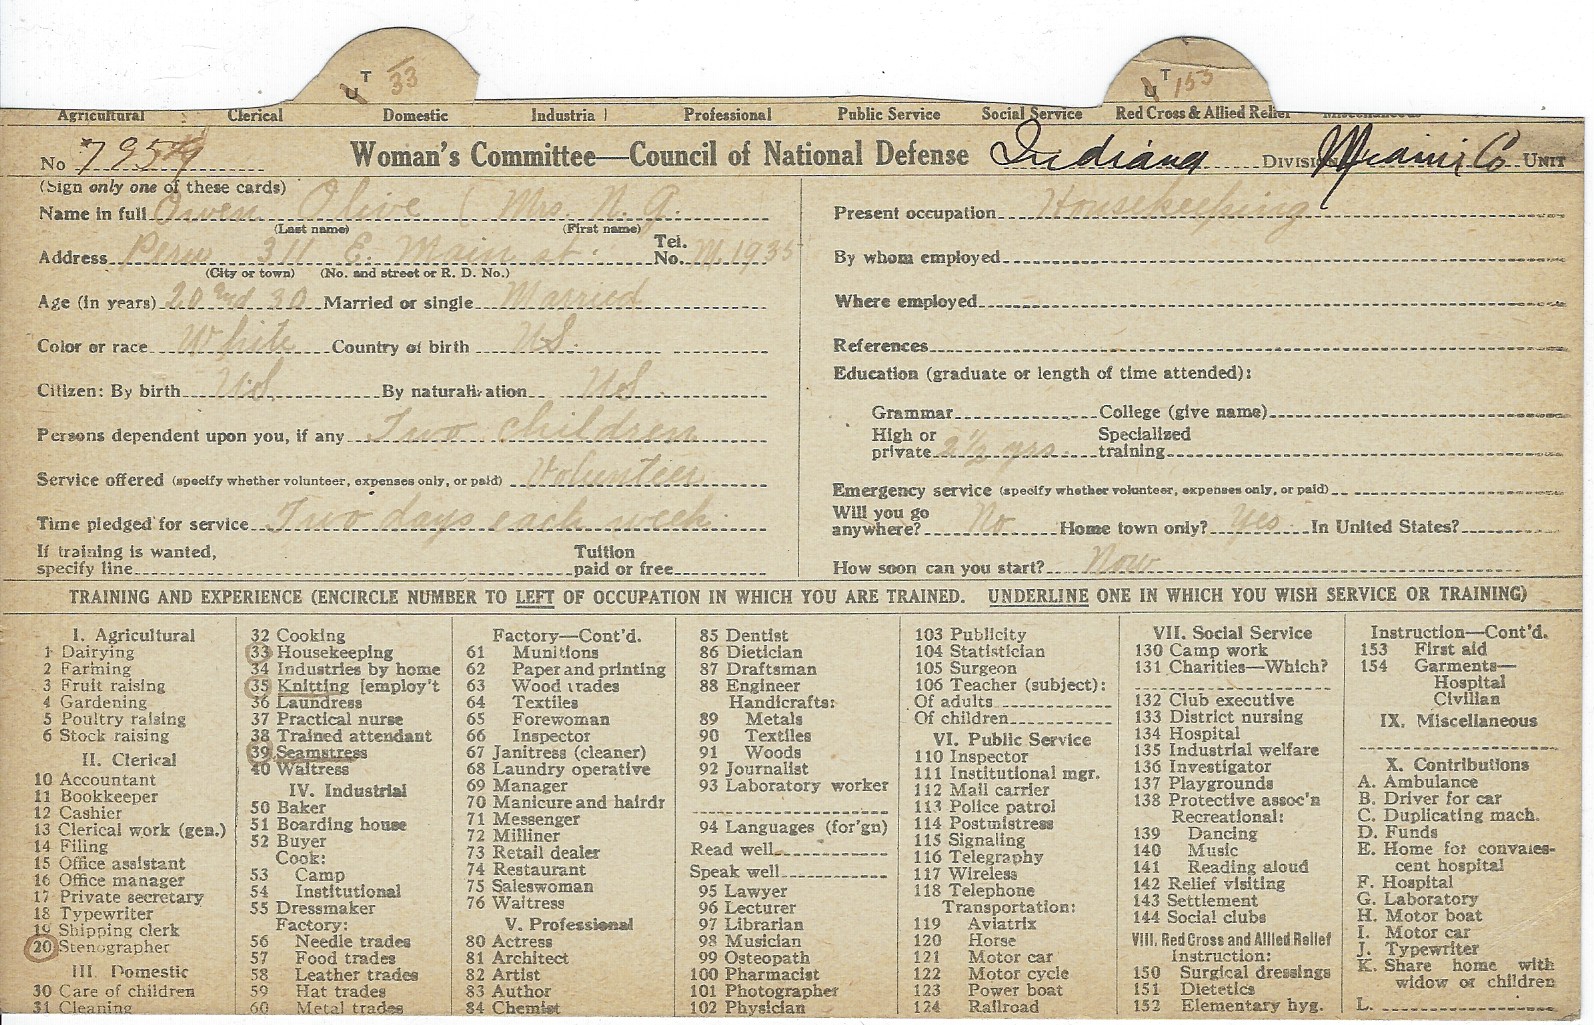 T
U 33
T
U 153
Agricultural Clerical Domestic Industrial Professional Public Service Social Service Red Cross & Allied Relief Miscellaneous
No Woman's Committee—Council of National Defense Indiana DIVISION Miami Co UNIT
(Sign only one of these cards)
Name in full Owen Olive (Mrs. N. G.
(Last name) (First name)
Address Peru 311 E. Main st. Tel. No. M. 1935
(City or town) (No. and street or R. D. No.)
Age (in years) 20 and 30 Married or single Married
Color or race White Country of birth US.
Citizen: By birth U.S. By naturalization U.S.
Persons dependent upon you, if any Two children
Service offered (specify whether volunteer, expenses only, or paid) Volunteer
Time pledged for service Two days each week
If training is wanted, specify line Tuition paid or free
Present occupation Housekeeping
By whom employed
Where employed
References
Education (graduate or length of time attended):
Grammar College (give name)
High or private 2½ yrs. Specialized training
Emergency service (specify whether volunteer, expenses only, or paid)
Will you go anywhere? No Home town only? Yes In United States?
How soon can you start? Now
TRAINING AND EXPERIENCE (ENCIRCLE NUMBER TO LEFT OF OCCUPATION IN WHICH YOU ARE TRAINED. UNDERLINE ONE IN WHICH YOU WISH SERVICE OR TRAINING)
I. Agricultural
1 Dairying
2 Farming
3 Fruit raising
4 Gardening
5 Poultry raising
6 Stock raising
II. Clerical
10 Accountant
11 Bookkeeper
12 Cashier
13 Clerical work (gen.)
14 Filing
15 Office assistant
16 Office manager
17 Private secretary
18 Typewriter
19 Shipping clerk
20 Stenographer
III. Domestic
30 Care of children
31 Cleaning
32 Cooking
33 Housekeeping
34 Industries by home
35 Knitting [employ't
36 Laundress
37 Practical nurse
38 Trained attendant
39 Seamstress
40 Waitress
IV. Industrial
50 Baker
51 Boarding house
52 Buyer
Cook:
53 Camp
54 Institutional
55 Dressmaker
Factory:
56 Needle trades
57 Food trades
58 Leather trades
59 Hat trades
60 Metal trades
Factory—Cont'd.
61 Munitions
62 Paper and printing
63 Wood trades
64 Textiles
65 Forewoman
66 Inspector
67 Janitress (cleaner)
68 Laundry operative
69 Manager
70 Manicure and hairdr
71 Messenger
72 Milliner
73 Retail dealer
74 Restaurant
75 Saleswoman
76 Waitress
V. Professional
80 Actress
81 Architect
82 Artist
83 Author
84 Chemist
85 Dentist
86 Dietician
87 Draftsman
88 Engineer
Handicrafts:
89 Metals
90 Textiles
91 Woods
92 Journalist
93 Laboratory worker
94 Languages (for'gn)
Read well
Speak well
95 Lawyer
96 Lecturer
97 Librarian
98 Musician
99 Osteopath
100 Pharmacist
101 Photographer
102 Physician
103 Publicity
104 Statistician
105 Surgeon
106 Teacher (subject):
Of adults
Of children
VI. Public Service
110 Inspector
111 Institutional mgr.
112 Mail carrier
113 Police patrol
114 Postmistress
115 Signaling
116 Telegraphy
117 Wireless
118 Telephone
Transportation:
119 Aviatrix
120 Horse
121 Motor car
122 Motor cycle
123 Power boat
124 Railroad
VII. Social Service
130 Camp work
131 Charities—Which?
132 Club executive
133 District nursing
134 Hospital
135 Industrial welfare
136 Investigator
137 Playgrounds
138 Protective assoc'n
Recreational:
139 Dancing
140 Music
141 Reading aloud
142 Relief visiting
143 Settlement
144 Social clubs
VIII. Red Cross and Allied Relief
Instruction:
150 Surgical dressings
151 Dietetics
152 Elementary hyg.
Instruction—Cont'd.
153 First aid
154 Garments—
Hospital
Civilian
IX. Miscellaneous
X. Contributions
A. Ambulance
B. Driver for car
C. Duplicating mach.
D. Funds
E. Home for convales-
cent hospital
F. Hospital
G. Laboratory
H. Motor boat
I. Motor car
J. Typewriter
K. Share home with
widow or children
L.